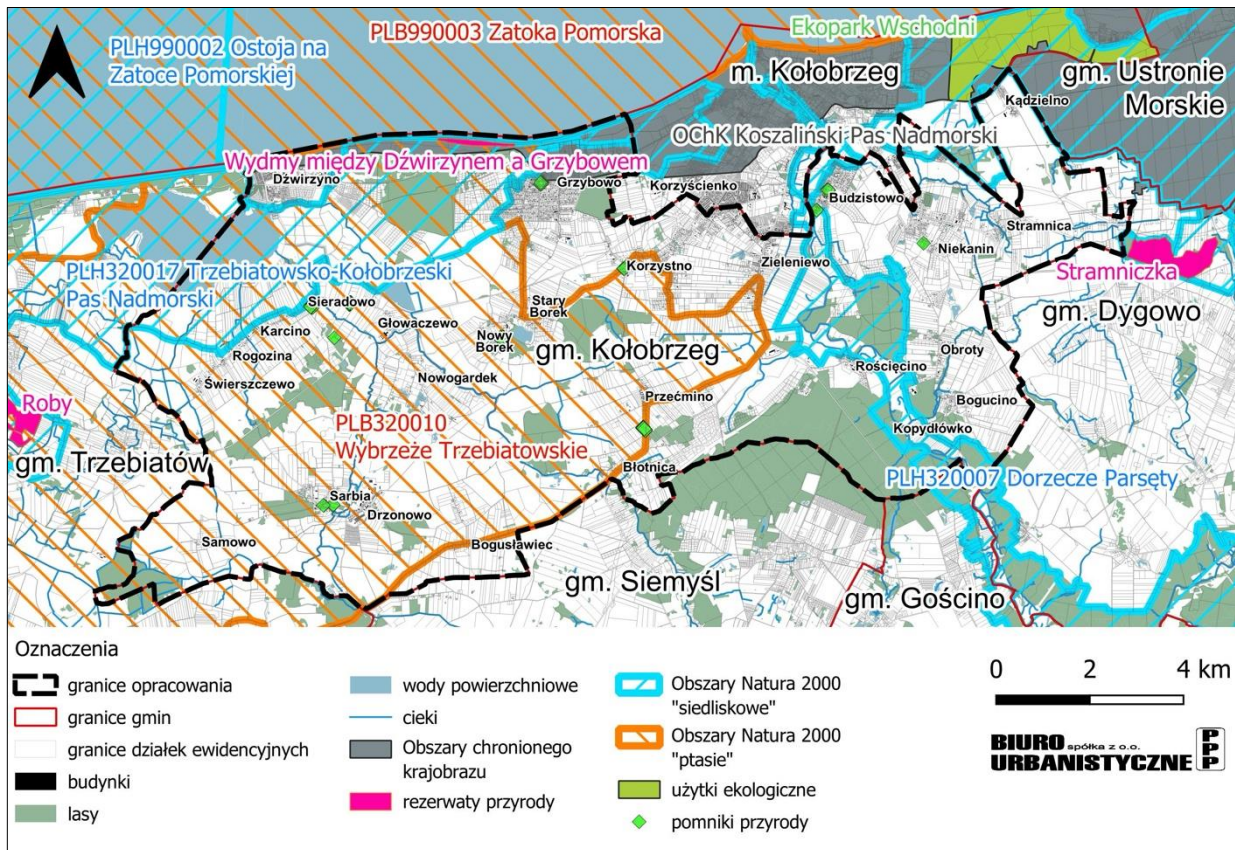 PLH990002 Ostoja na
Zatoce Pomorskiej
PLB990003 Zatoka Pomorska
Ekopark Wschodni
m. Kołobrzeg
gm. Ustronie
Morskie
Kądzielno
OChK Koszaliński Pas Nadmorski
Wydmy między Dźwirzynem a Grzybowem
Dźwirzyno
Grzybowo
Korzyścienko
Budzistowo
Stramnica
Niekanin
Zieleniewo
Korzystno
Stramniczka
PLH320017 Trzebiatowsko-Kołobrzeski
Pas Nadmorski
Sieradowo
Karcino
Głowaczewo
Stary
Borek
Nowy
Borek
Rogozina
gm. Kołobrzeg
gm. Dygowo
Obroty
Rościęcino
Świerszczewo
Nowogardek
Przećmino
Bogucino
Roby
PLB320010
Wybrzeże Trzebiatowskie
Kopydłówko
gm. Trzebiatów
Błotnica
PLH320007 Dorzecze Parsęty
Sarbia
Drzonowo
Samowo
Bogusławiec
gm. Siemyśl
gm. Gościno
Oznaczenia
granice opracowania
granice gmin
granice działek ewidencyjnych
budynki
lasy
wody powierzchniowe
cieki
Obszary chronionego
krajobrazu
rezerwaty przyrody
Obszary Natura 2000
"siedliskowe"
Obszary Natura 2000
"ptasie"
użytki ekologiczne
pomniki przyrody
0 2 4 km
BIURO spółka z o.o.
URBANISTYCZNE
PPP